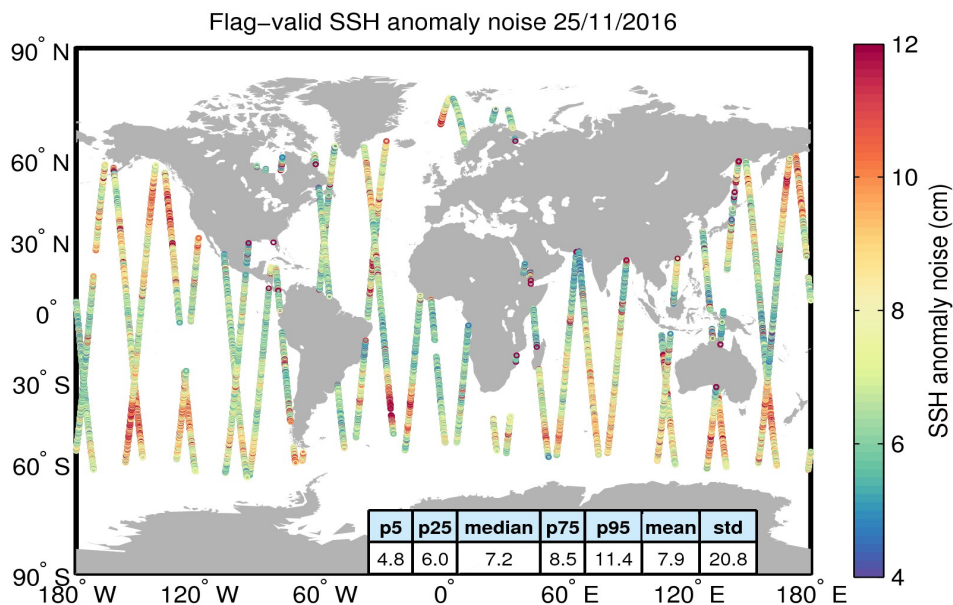 Flag−valid SSH anomaly noise 25/11/2016
90° N
60° N
30° N
0°
30° S
60° S
90° S
180° W
120° W
60° W
0°
60° E
120° E
180° E
p5 p25 median p75 p95 mean std
4.8 6.0 7.2 8.5 11.4 7.9 20.8
12
10
8
6
4
SSH anomaly noise (cm)